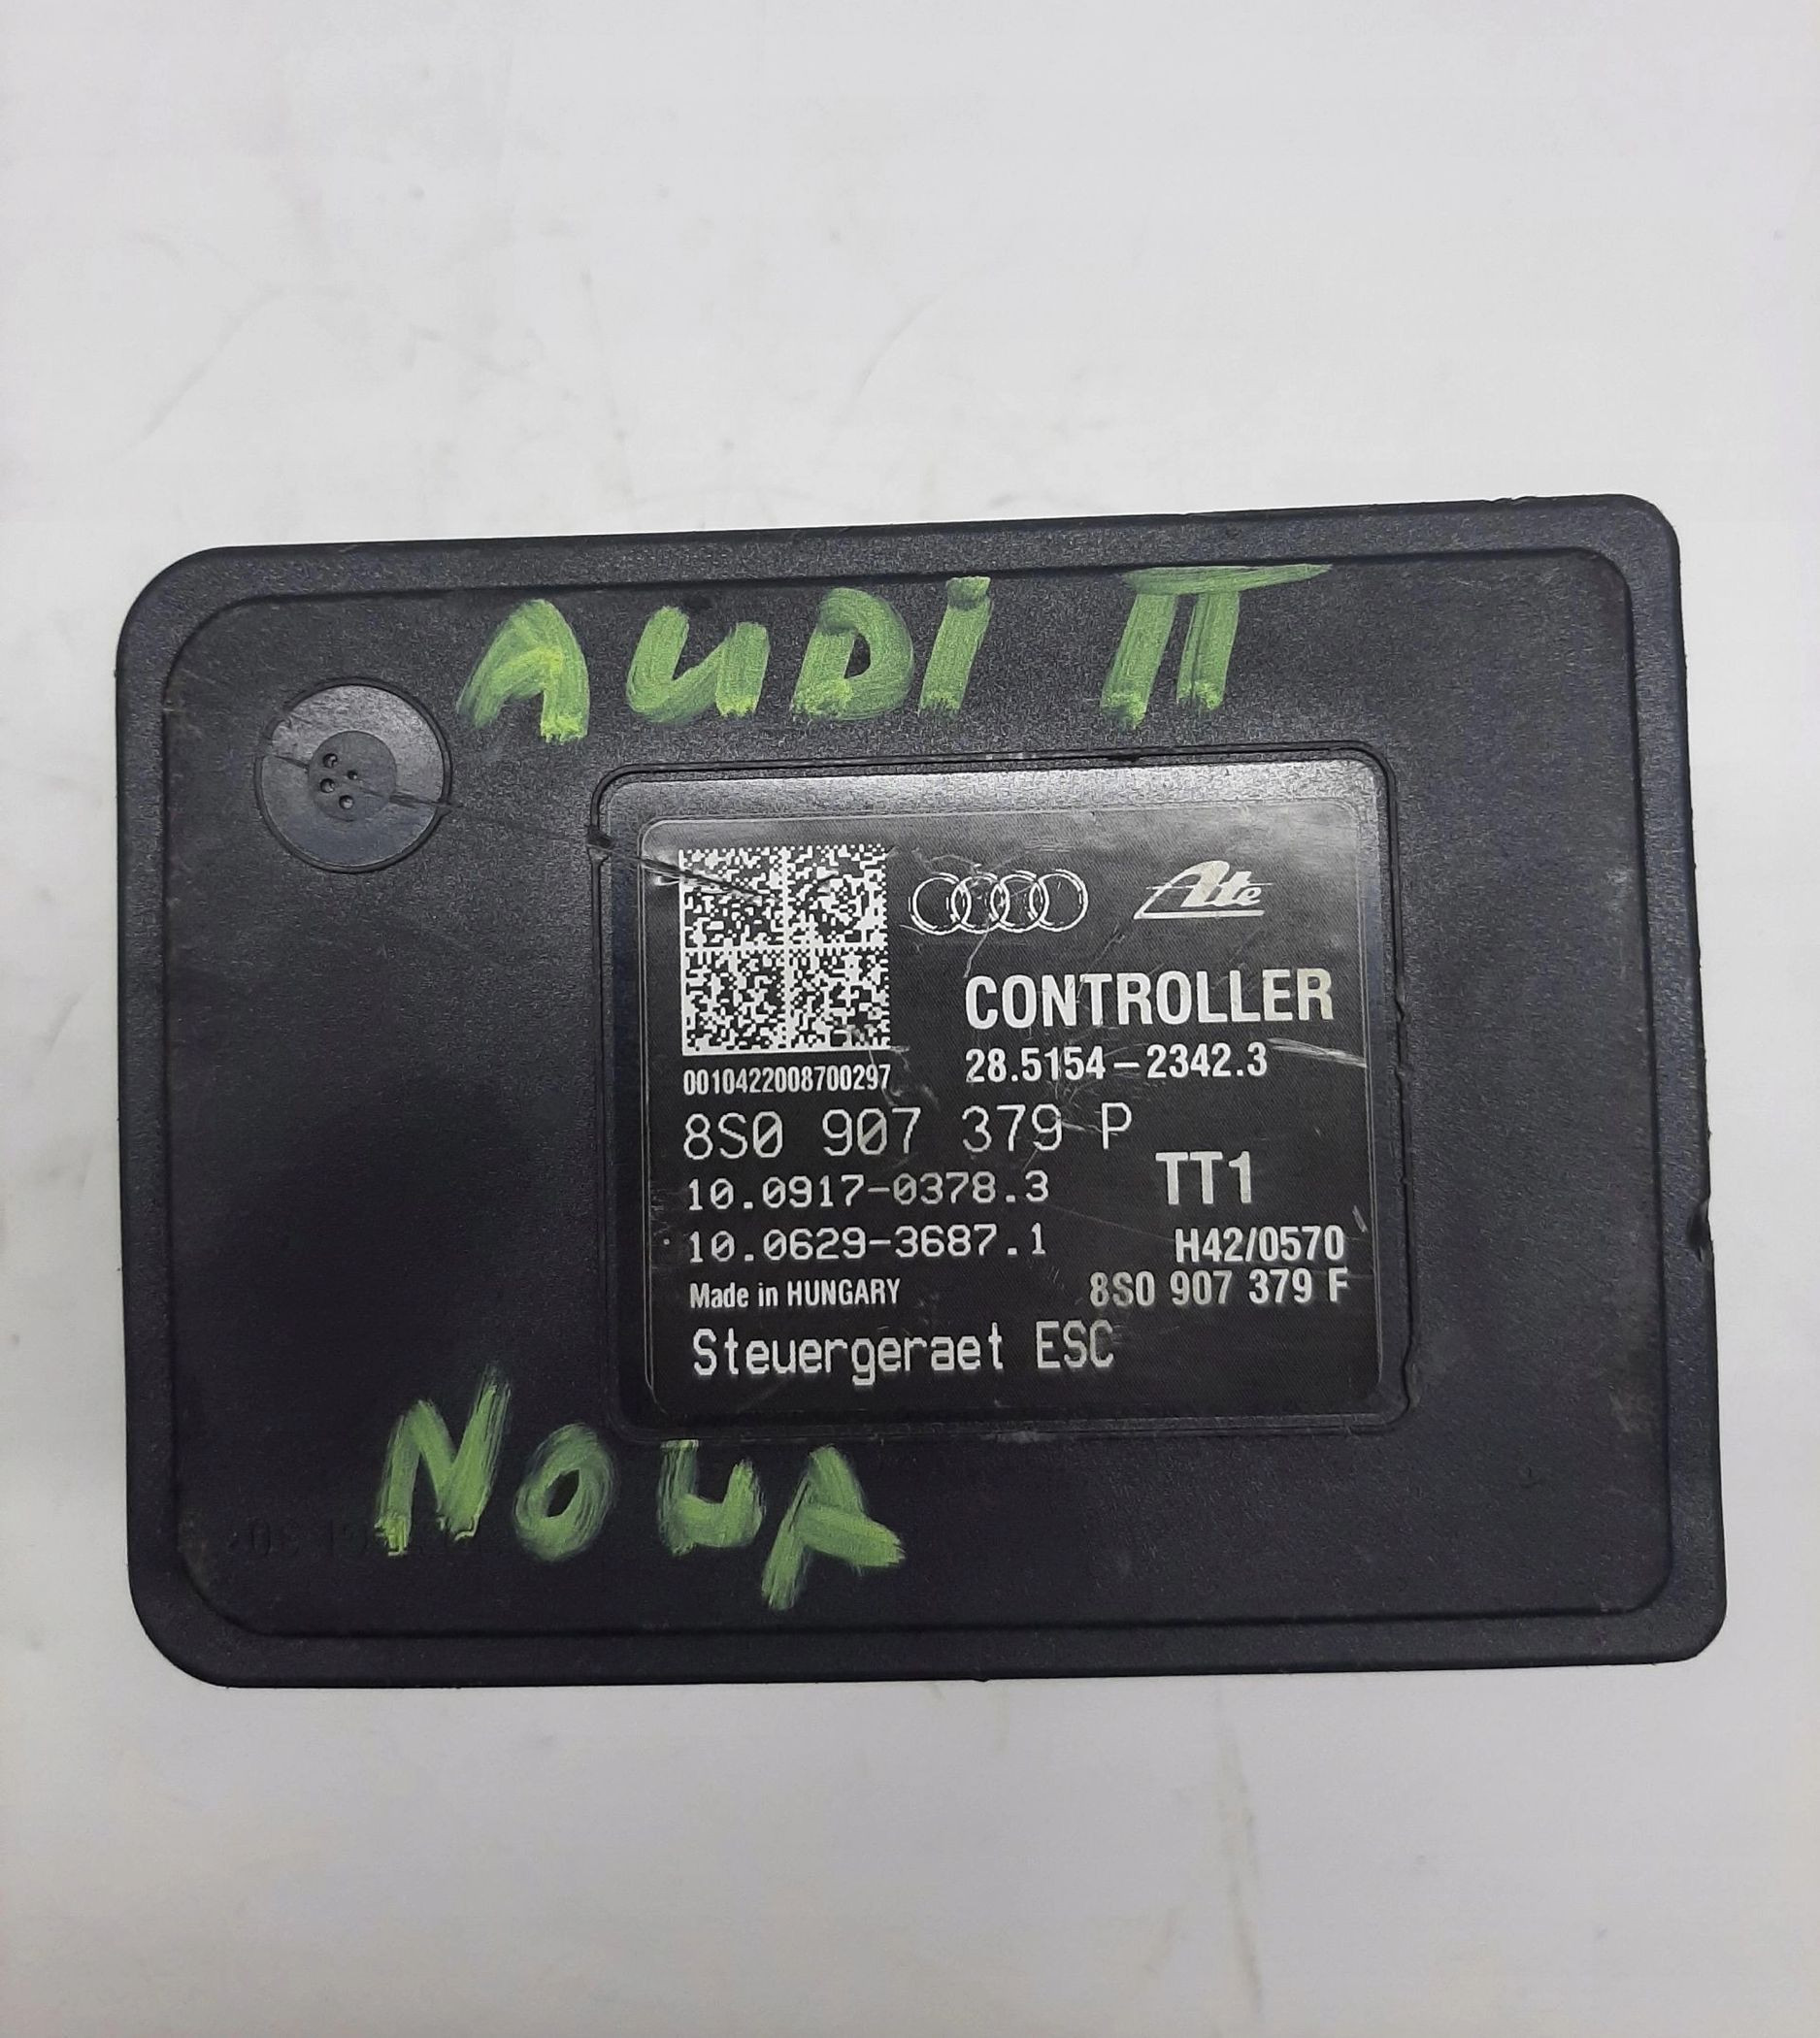 AUDI TT
Ate
CONTROLLER
28.5154-2342.3
0010422008700297
8S0 907 379 P
TT1
10.0917-0378.3
10.0629-3687.1
H42/0570
Made in HUNGARY
8S0 907 379 F
Steuergeraet ESC
NOUA